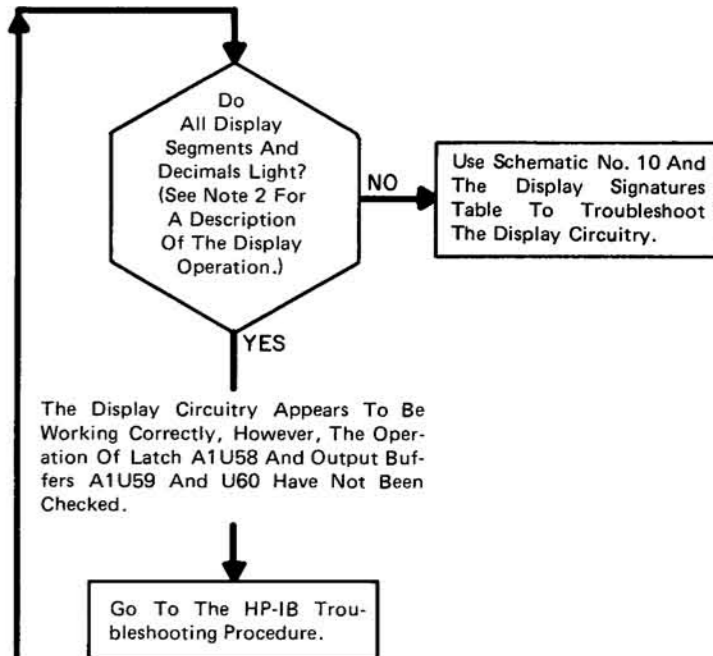 Do
All Display
Segments And
Decimals Light?
(See Note 2 For
A Description
Of The Display
Operation.)
NO
Use Schematic No. 10 And
The Display Signatures
Table To Troubleshoot
The Display Circuitry.
YES
The Display Circuitry Appears To Be
Working Correctly, However, The Oper-
ation Of Latch A1U58 And Output Buf-
fers A1U59 And U60 Have Not Been
Checked.
Go To The HP-IB Trou-
bleshooting Procedure.